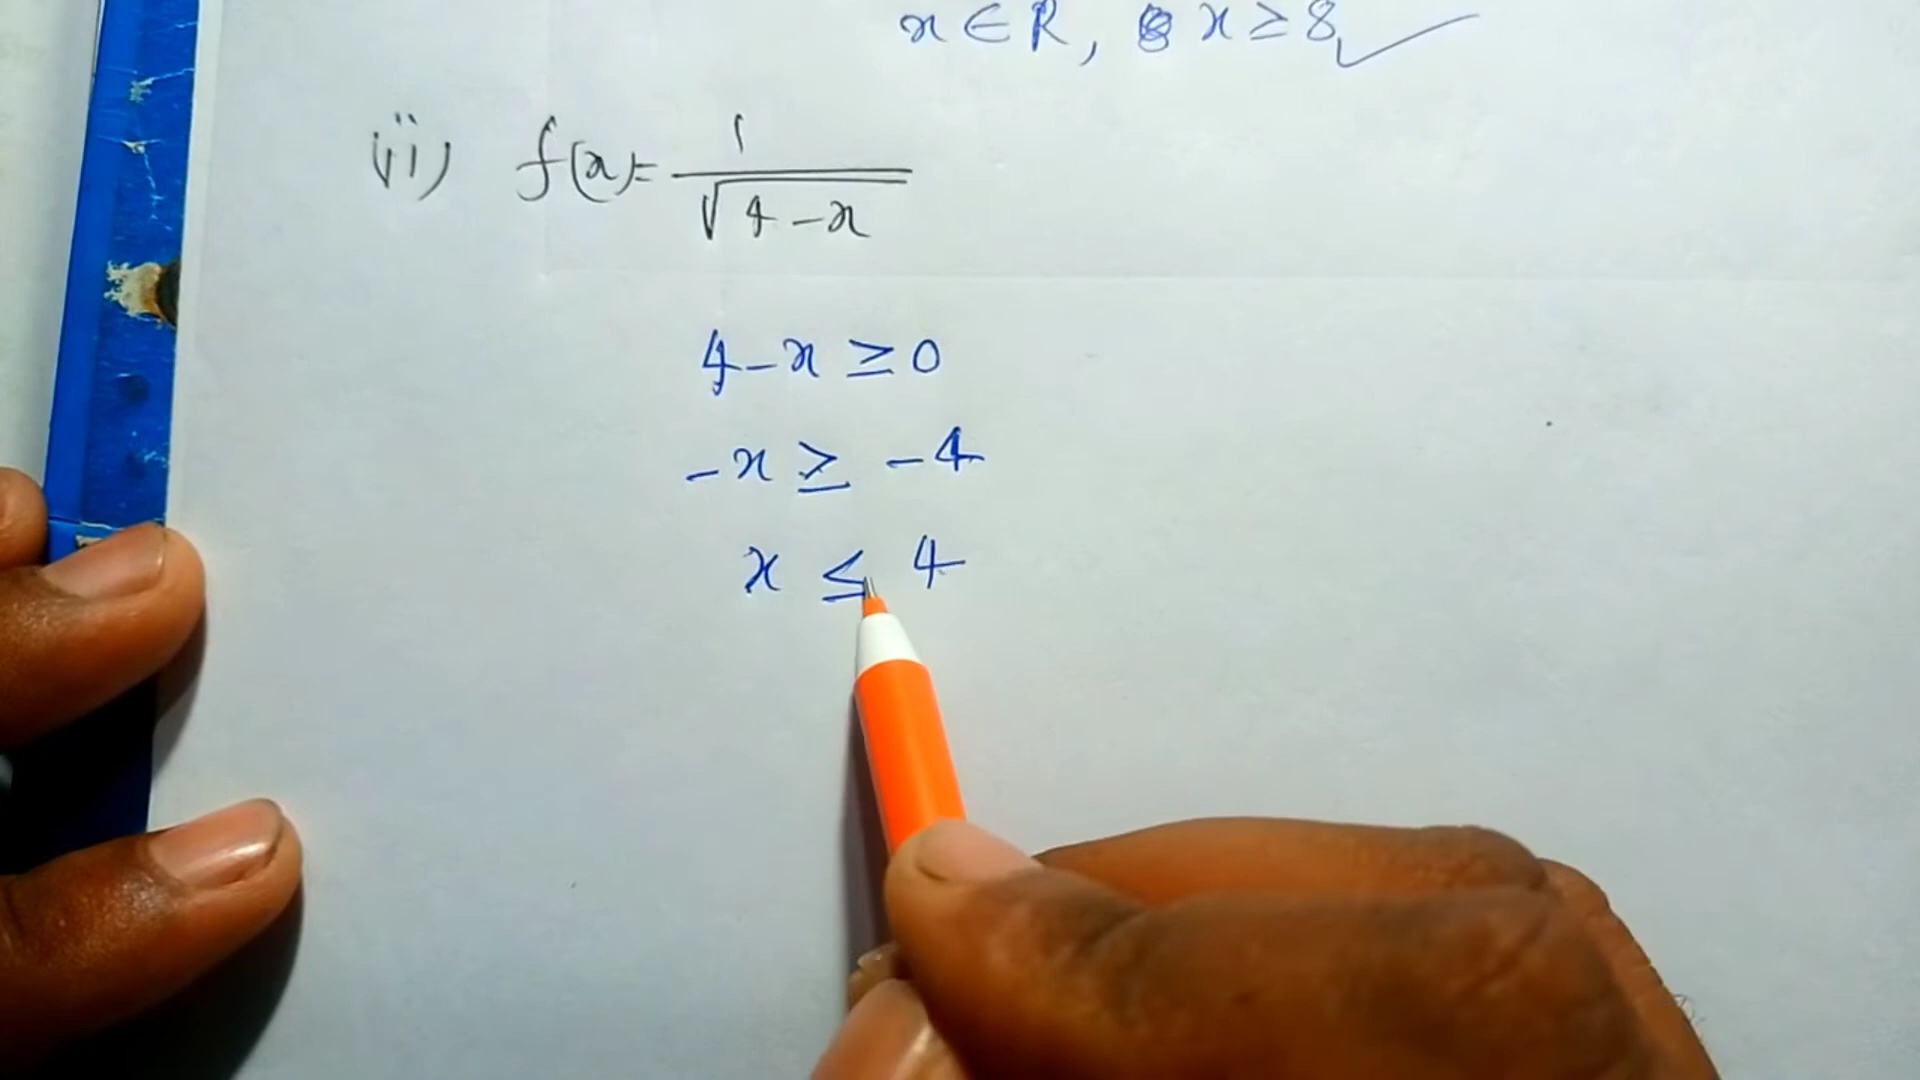 x ∈ R, x ≥ 8
(ii) f(x) = 1/√(4-x)
4-x ≥ 0
-x ≥ -4
x ≤ 4